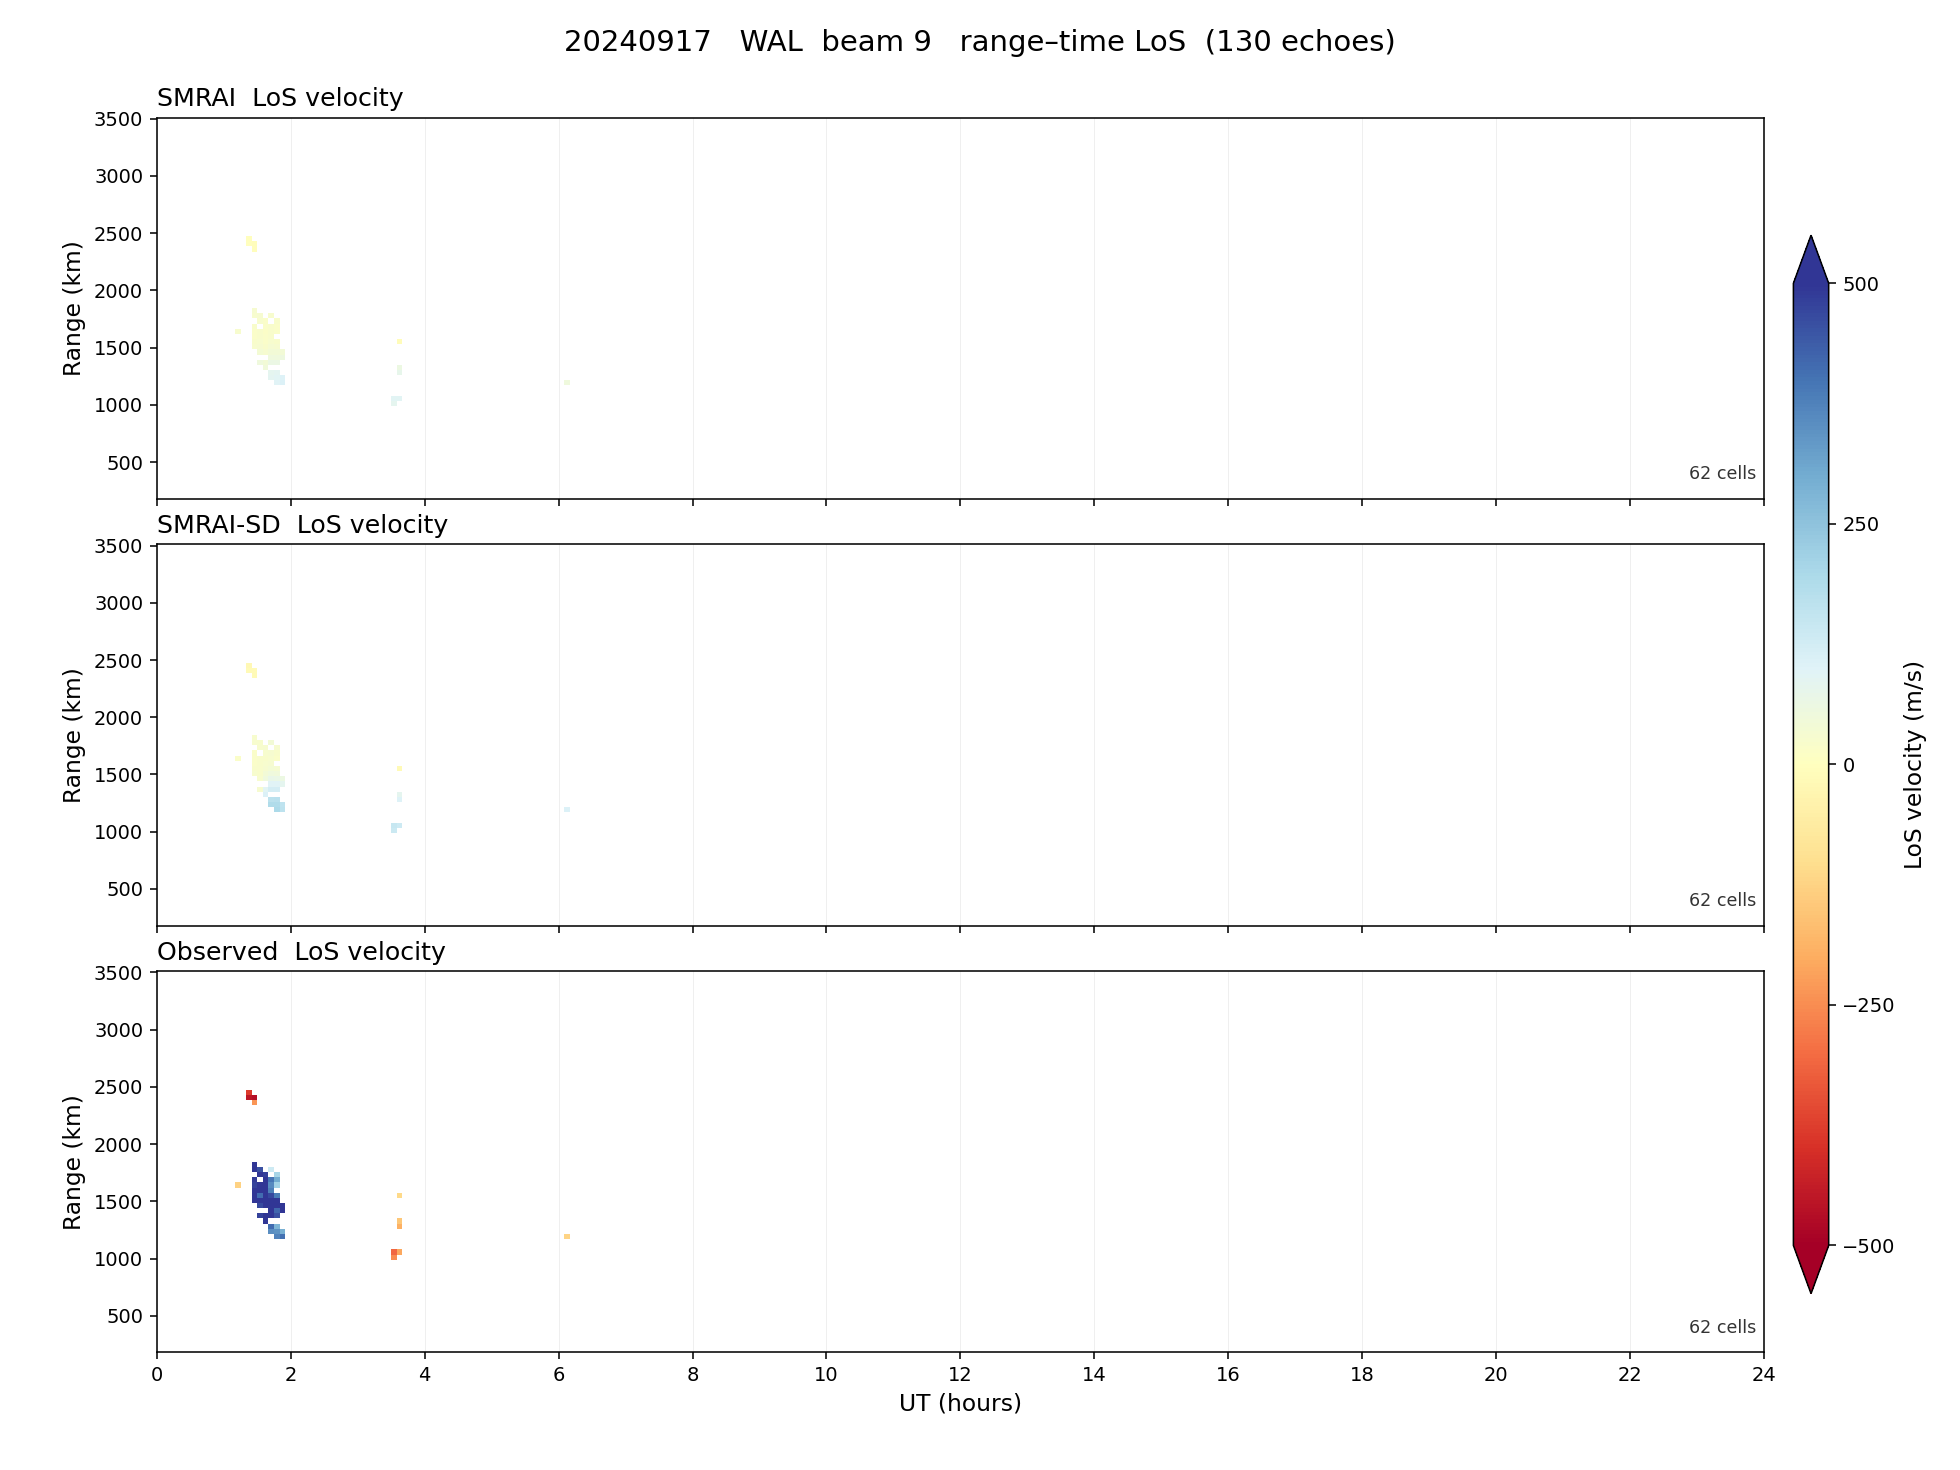 20240917   WAL  beam 9   range–time LoS  (130 echoes)
SMRAI  LoS velocity
3500
3000
2500
2000
1500
1000
500
Range (km)
62 cells
SMRAI-SD  LoS velocity
3500
3000
2500
2000
1500
1000
500
Range (km)
62 cells
Observed  LoS velocity
3500
3000
2500
2000
1500
1000
500
Range (km)
62 cells
0 2 4 6 8 10 12 14 16 18 20 22 24
UT (hours)
500
250
0
−250
−500
LoS velocity (m/s)